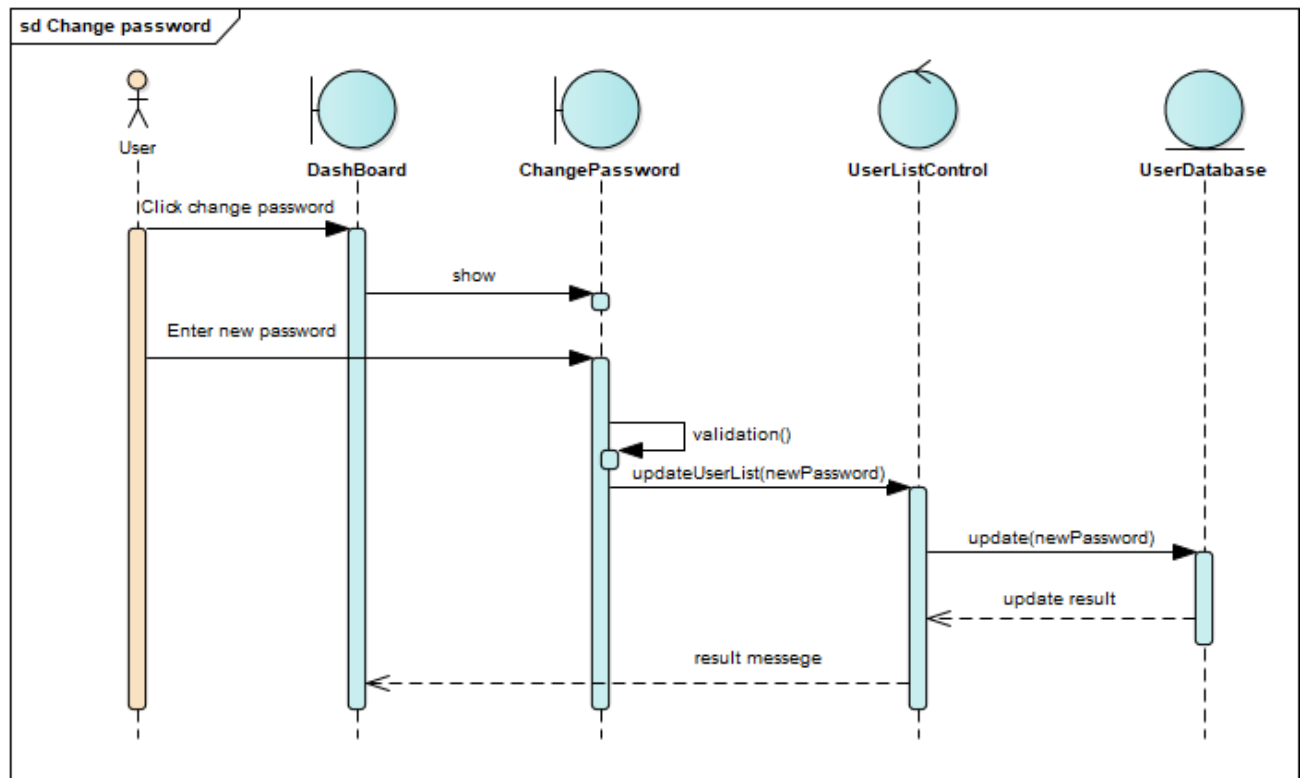 sd Change password
User
DashBoard
ChangePassword
UserListControl
UserDatabase
Click change password
show
Enter new password
validation()
updateUserList(newPassword)
update(newPassword)
update result
result messege